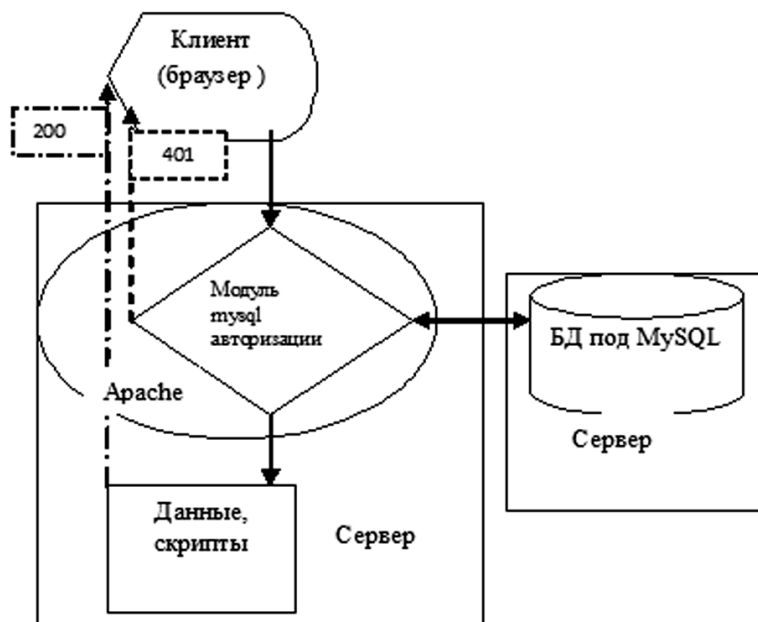 Клиент
(браузер )
200
401
Модуль
mysql
авторизации
БД под MySQL
Apache
Сервер
Данные,
скрипты
Сервер